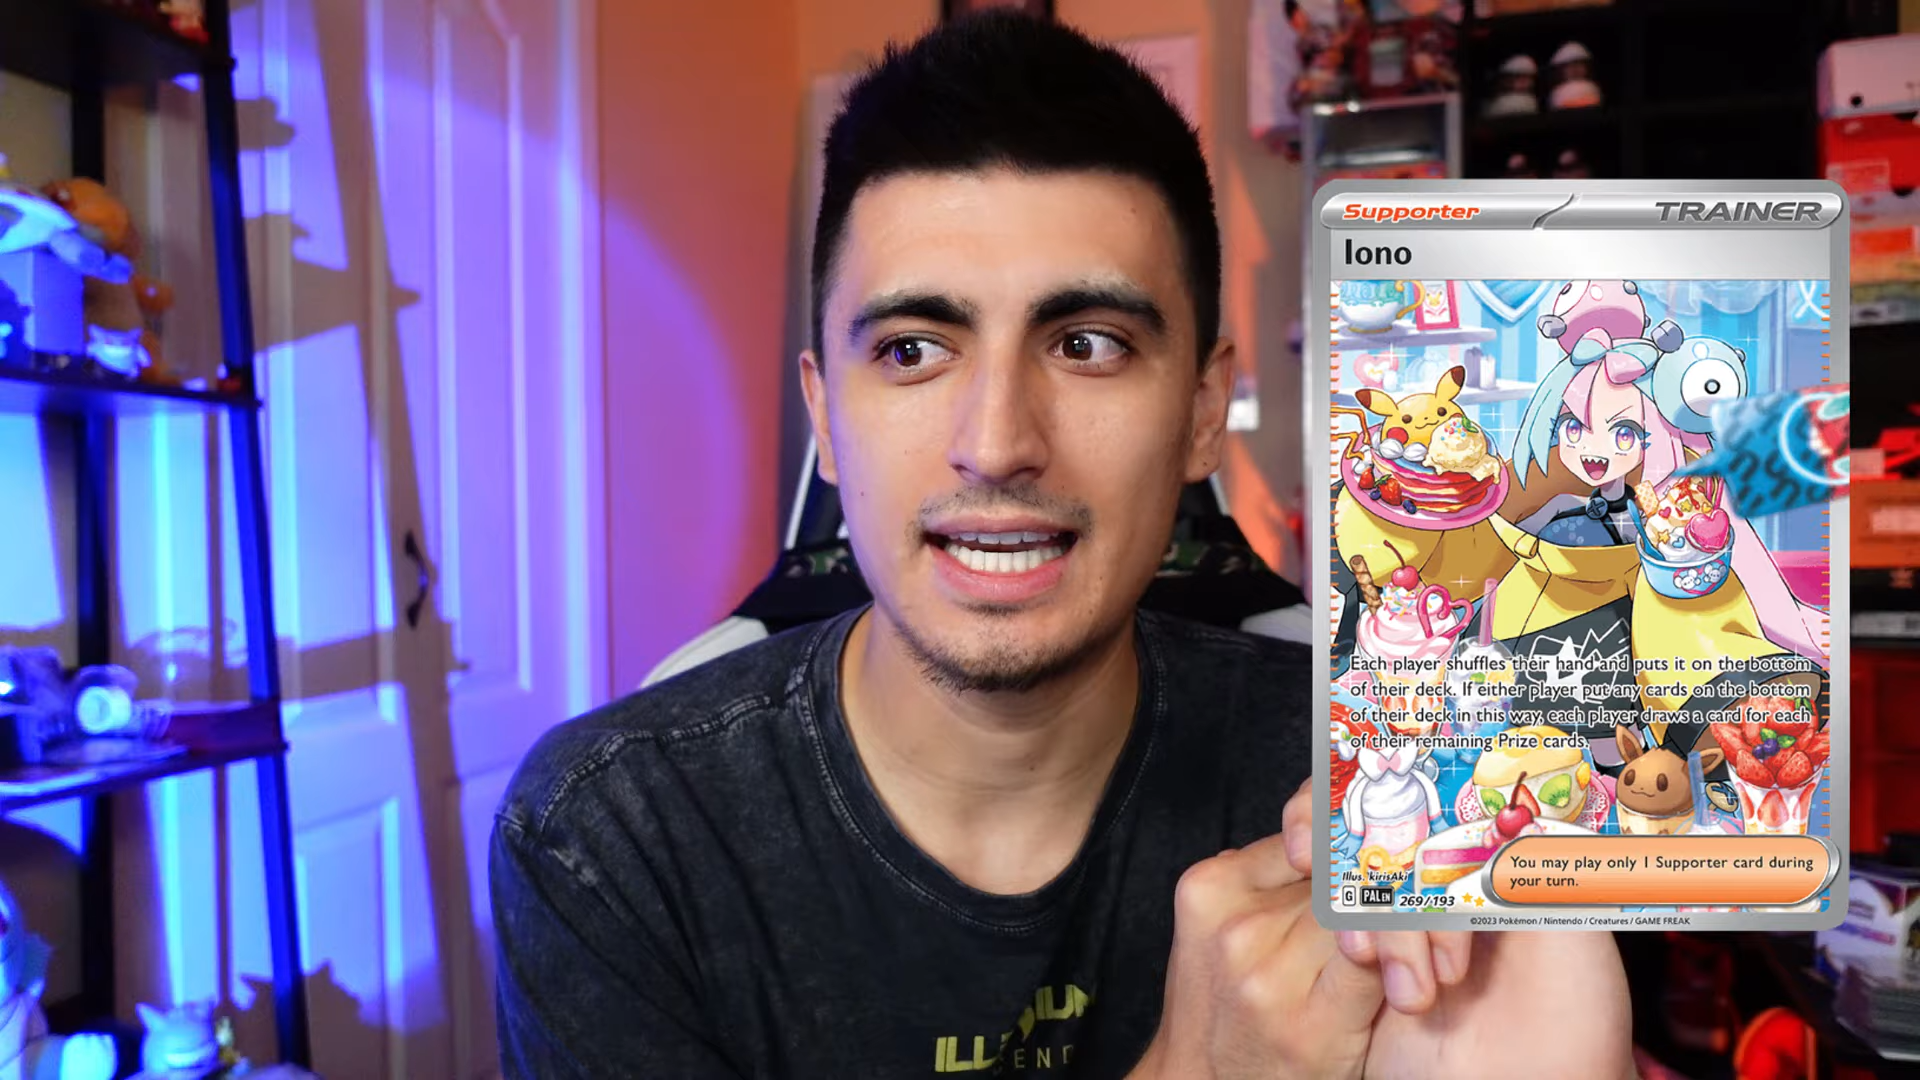 Supporter
TRAINER
Iono
Each player shuffles their hand and puts it on the bottom
of their deck. If either player put any cards on the bottom
of their deck in this way, each player draws a card for each
of their remaining Prize cards.
You may play only 1 Supporter card during
your turn.
Illus. kirisAki
G PAL EN 269/193
©2023 Pokémon / Nintendo / Creatures / GAME FREAK